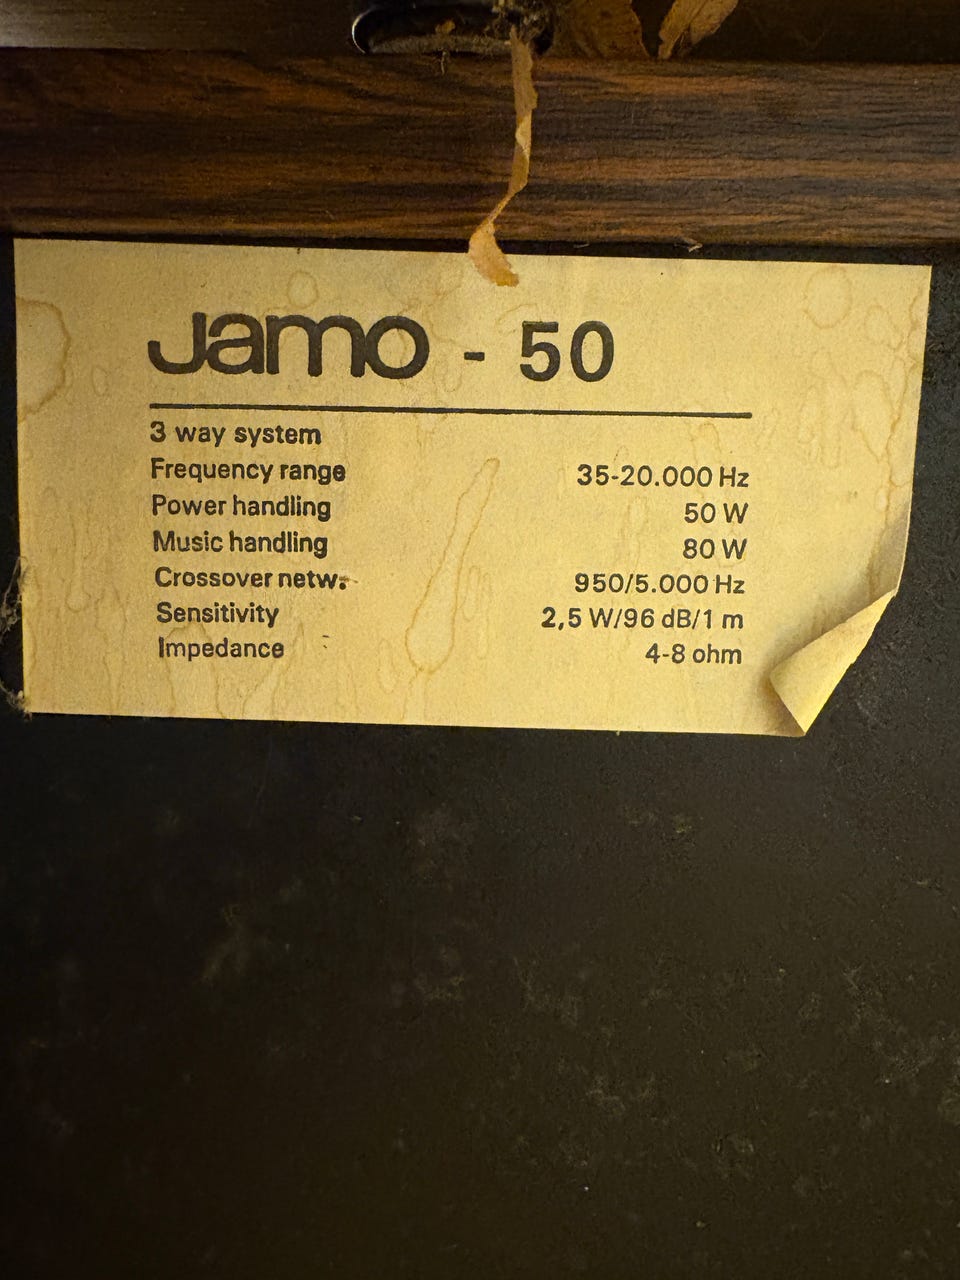 Jamo - 50
3 way system
Frequency range 35-20.000 Hz
Power handling 50 W
Music handling 80 W
Crossover netw. 950/5.000 Hz
Sensitivity 2,5 W/96 dB/1 m
Impedance 4-8 ohm